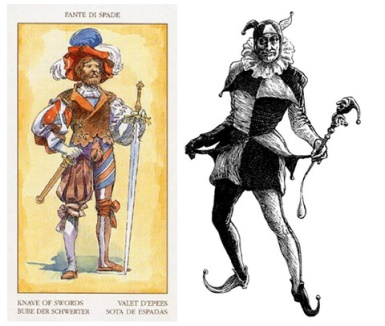 FANTE DI SPADE
KNAVE OF SWORDS VALET D'EPEES
BUBE DER SCHWERTER SOTA DE ESPADAS